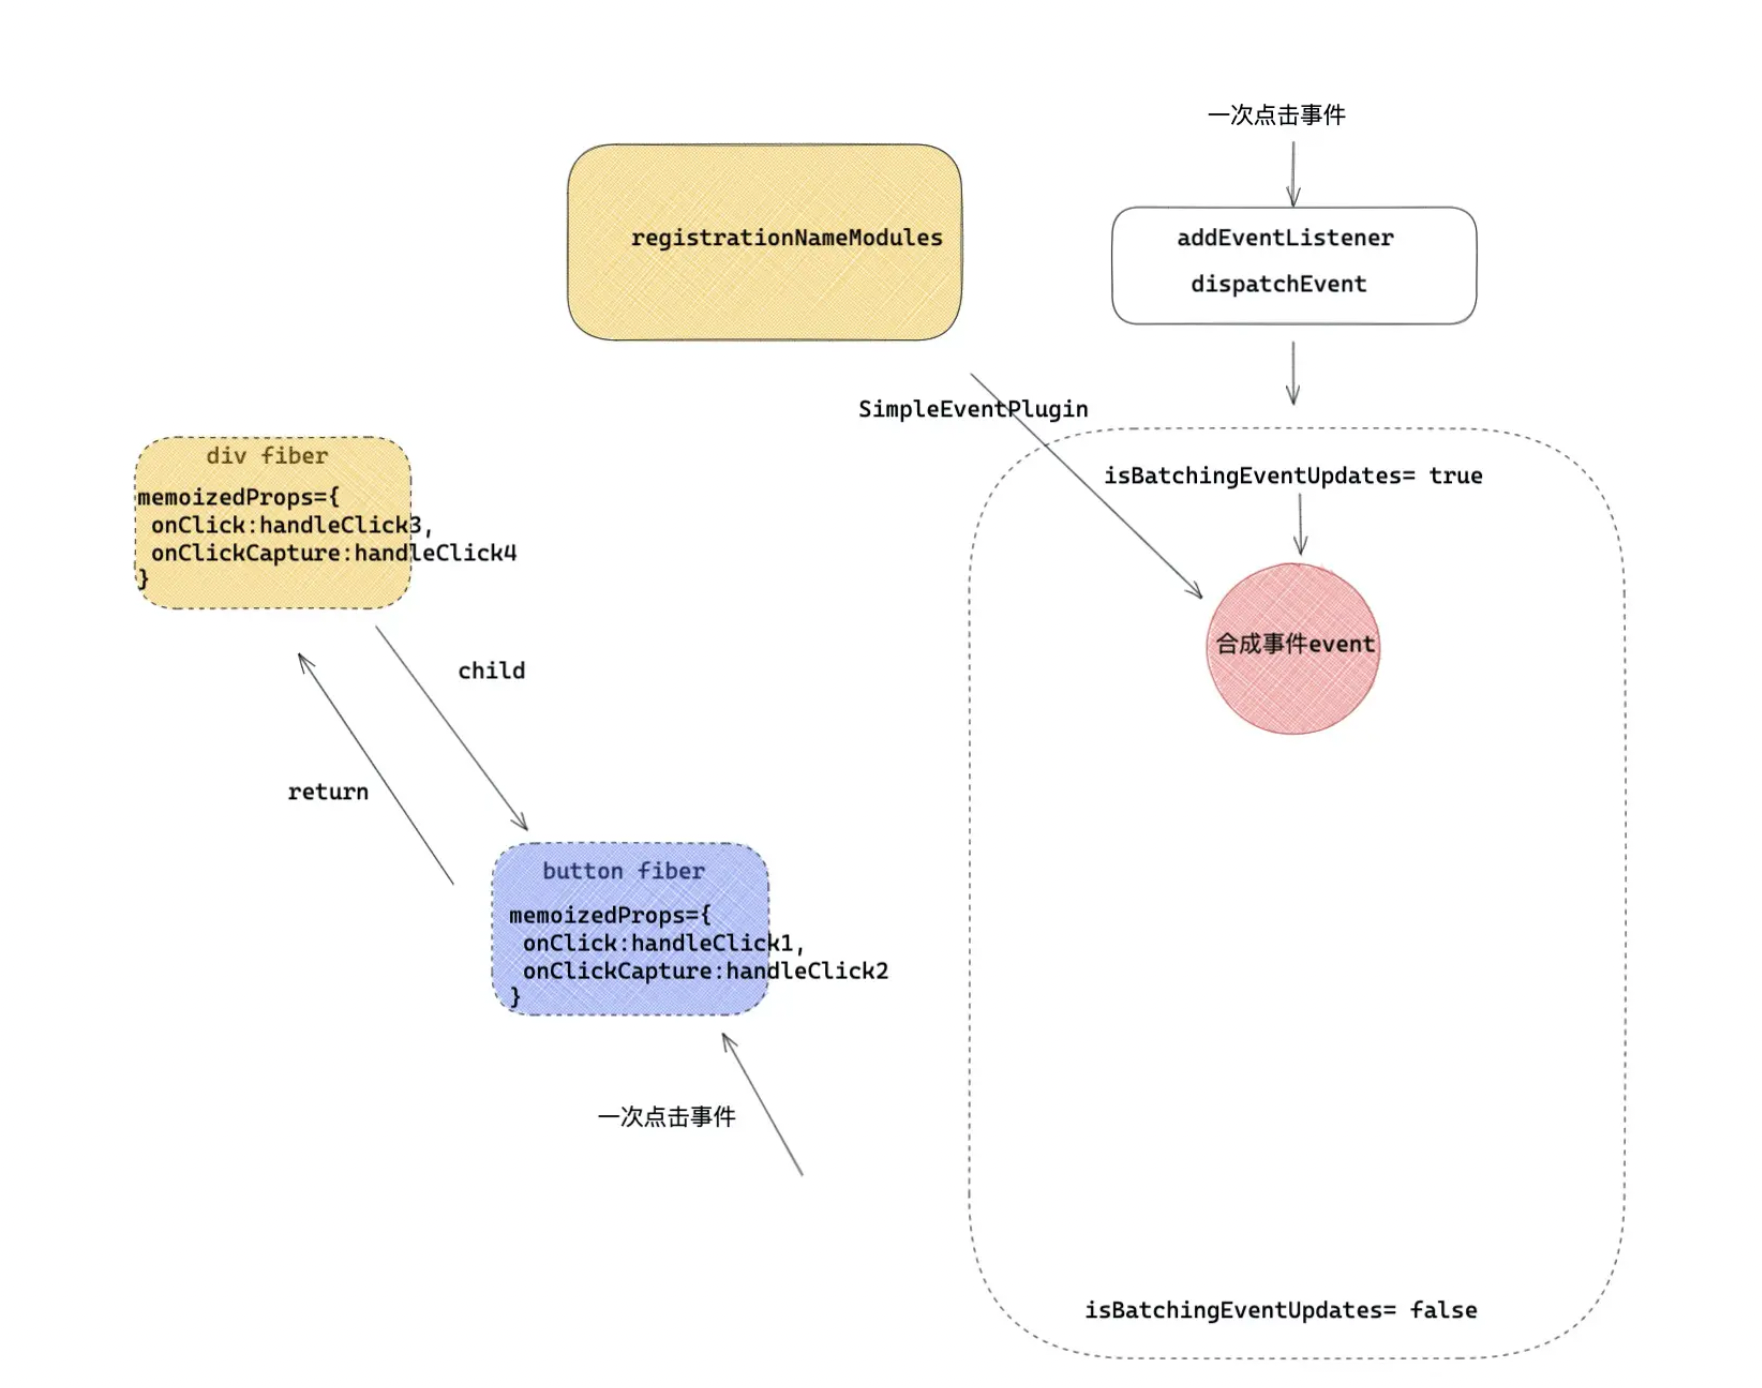 一次点击事件
registrationNameModules
addEventListener
dispatchEvent
SimpleEventPlugin
isBatchingEventUpdates= true
合成事件event
div fiber
memoizedProps={
onClick:handleClick3,
onClickCapture:handleClick4
}
child
return
button fiber
memoizedProps={
onClick:handleClick1,
onClickCapture:handleClick2
}
一次点击事件
isBatchingEventUpdates= false